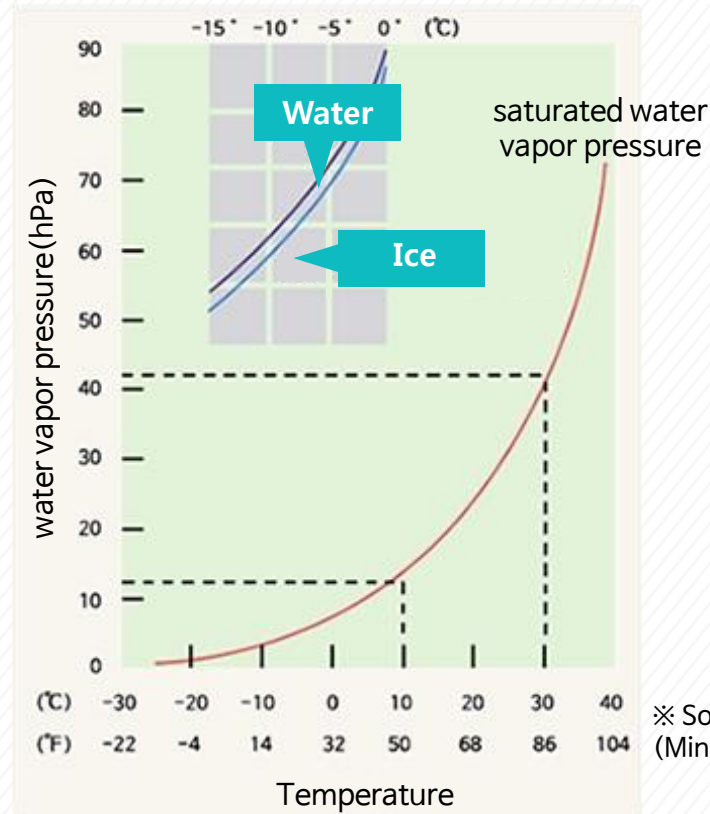 -15° -10° -5° 0° (℃)
90
80
70
60
50
40
30
20
10
0
water vapor pressure(hPa)
Water
Ice
saturated water
vapor pressure
(℃) -30 -20 -10 0 10 20 30 40
(℉) -22 -4 14 32 50 68 86 104
Temperature
※ So
(Min